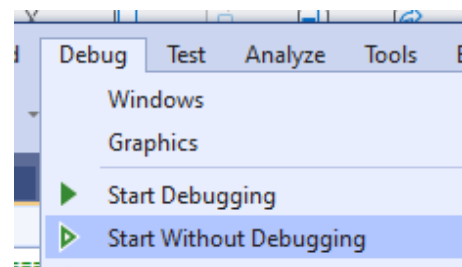 Debug Test Analyze Tools
Windows
Graphics
Start Debugging
Start Without Debugging